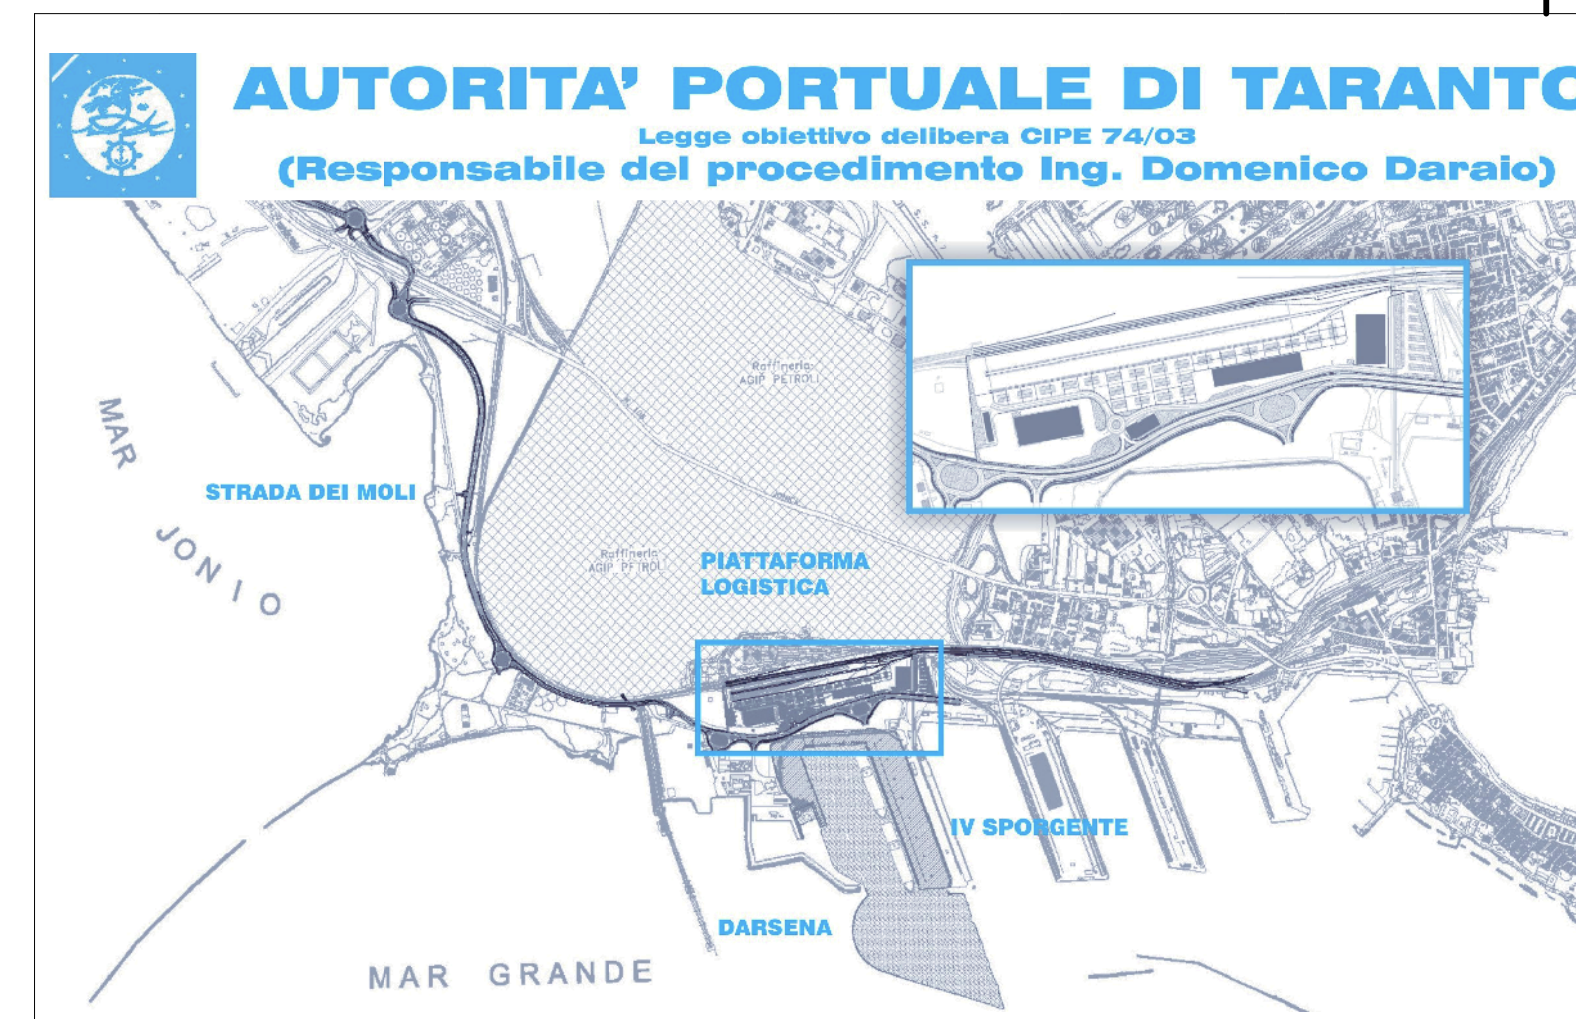 AUTORITA' PORTUALE DI TARANTO
Legge obiettivo delibera CIPE 74/03
(Responsabile del procedimento Ing. Domenico Daraio)
Raffineria
AGIP PETROLI
MAR
JONIO
STRADA DEI MOLI
Raffineria
AGIP PETROLI
PIATTAFORMA
LOGISTICA
IV SPORGENTE
DARSENA
MAR GRANDE